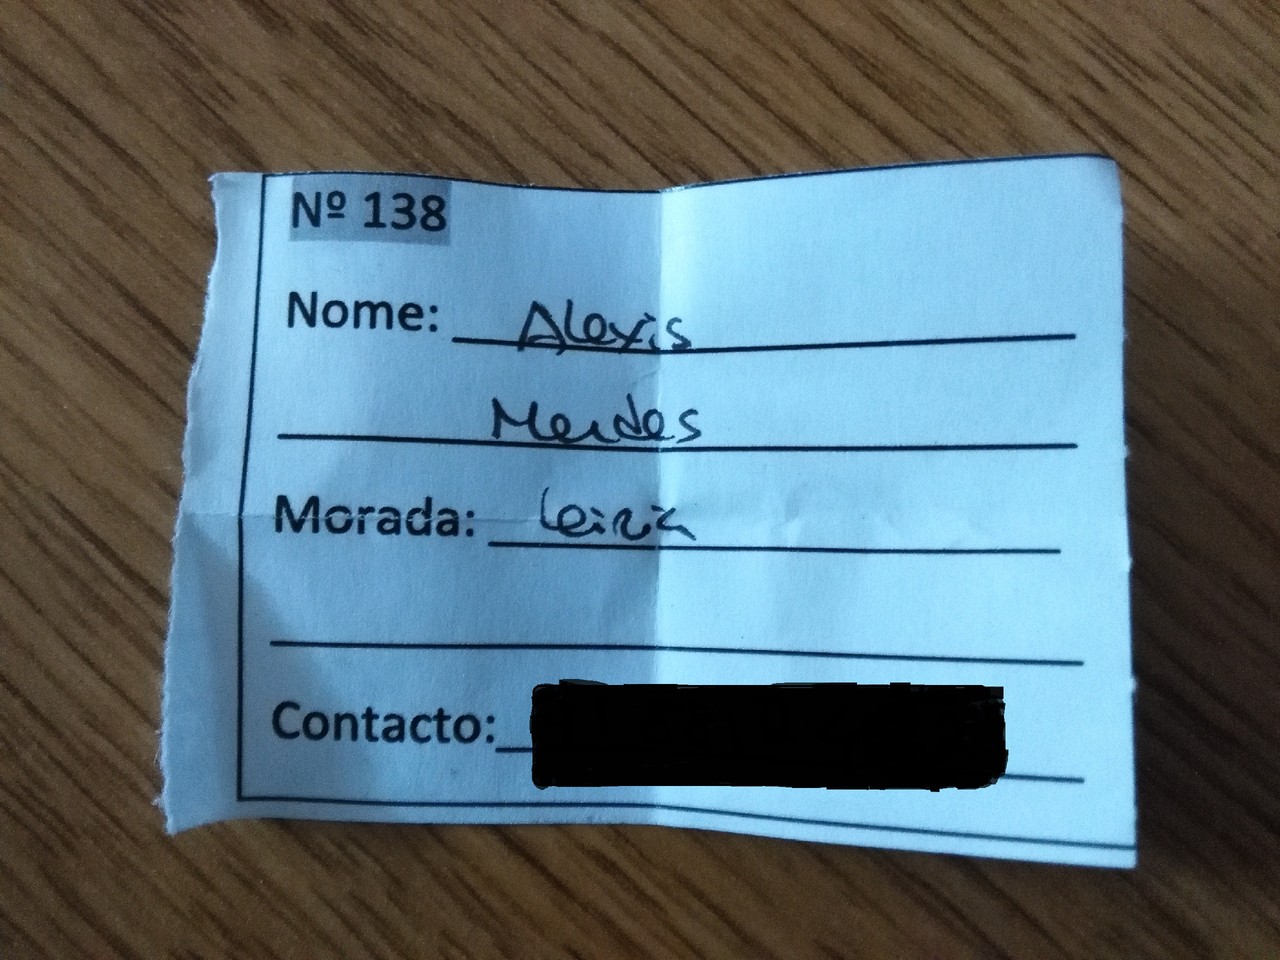 Nº 138
Nome: Alexis
Mendes
Morada: Leiria
Contacto: